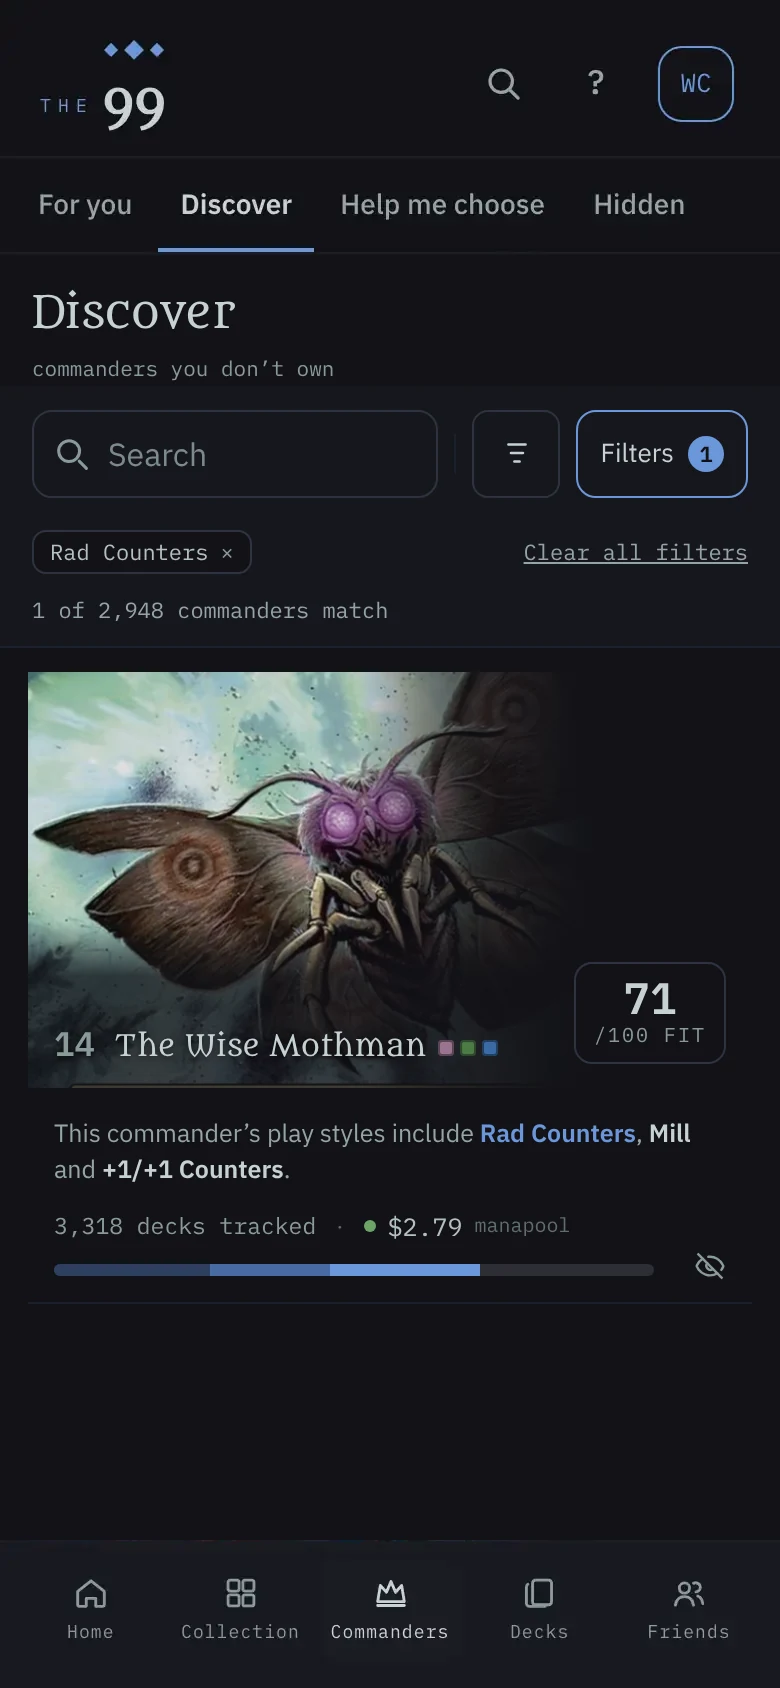 THE 99
?
WC
For you
Discover
Help me choose
Hidden
Discover
commanders you don’t own
Search
Filters 1
Rad Counters ×
Clear all filters
1 of 2,948 commanders match
71
/100 FIT
14 The Wise Mothman
This commander’s play styles include Rad Counters, Mill
and +1/+1 Counters.
3,318 decks tracked · $2.79 manapool
Home
Collection
Commanders
Decks
Friends